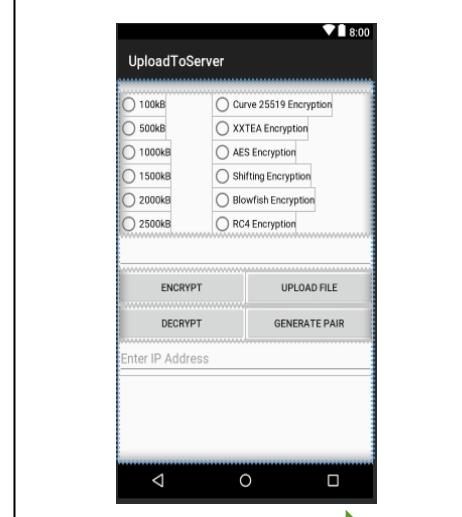 8:00
UploadToServer
100kB Curve 25519 Encryption
500kB XXTEA Encryption
1000kB AES Encryption
1500kB Shifting Encryption
2000kB Blowfish Encryption
2500kB RC4 Encryption
ENCRYPT UPLOAD FILE
DECRYPT GENERATE PAIR
Enter IP Address